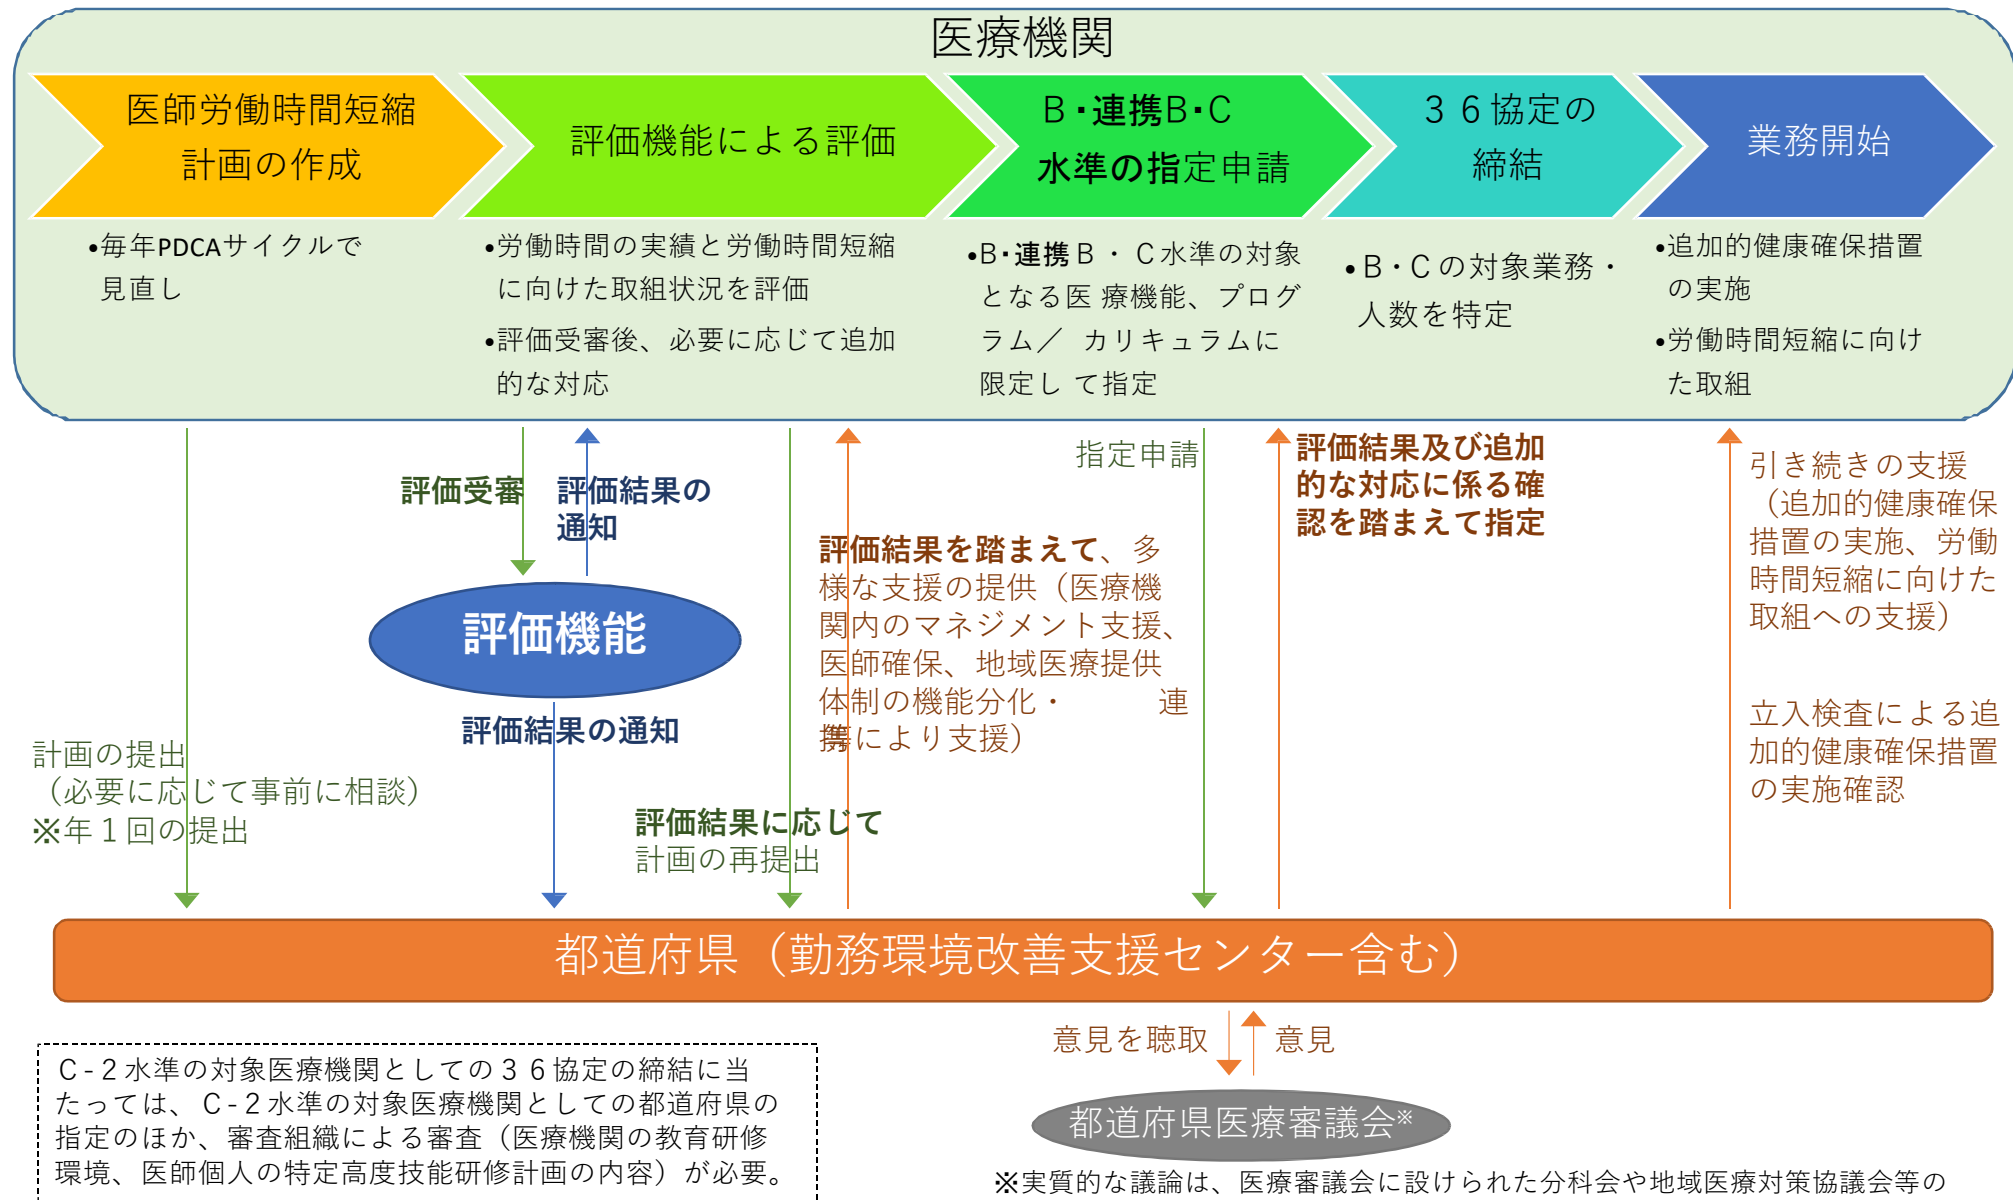 医療機関
医師労働時間短縮
計画の作成
評価機能による評価
B・連携B・C
水準の指定申請
３６協定の
締結
業務開始
•毎年PDCAサイクルで
見直し
•労働時間の実績と労働時間短縮
に向けた取組状況を評価
•評価受審後、必要に応じて追加
的な対応
•B・連携Ｂ・Ｃ水準の対象
となる医 療機能、プログ
ラム／ カリキュラムに
限定し て指定
•Ｂ・Ｃの対象業務・
人数を特定
•追加的健康確保措置
の実施
•労働時間短縮に向け
た取組
評価受審
評価結果の
通知
評価機能
評価結果の通知
計画の提出
（必要に応じて事前に相談）
※年１回の提出
評価結果に応じて
計画の再提出
評価結果を踏まえて、多
様な支援の提供（医療機
関内のマネジメント支援、
医師確保、地域医療提供
体制の機能分化・ 連
携等により支援）
指定申請
評価結果及び追加
的な対応に係る確
認を踏まえて指定
引き続きの支援
（追加的健康確保
措置の実施、労働
時間短縮に向けた
取組への支援）
立入検査による追
加的健康確保措置
の実施確認
都道府県（勤務環境改善支援センター含む）
意見を聴取
意見
都道府県医療審議会※
Ｃ-２水準の対象医療機関としての３６協定の締結に当
たっては、Ｃ-２水準の対象医療機関としての都道府県の
指定のほか、審査組織による審査（医療機関の教育研修
環境、医師個人の特定高度技能研修計画の内容）が必要。
※実質的な議論は、医療審議会に設けられた分科会や地域医療対策協議会等の